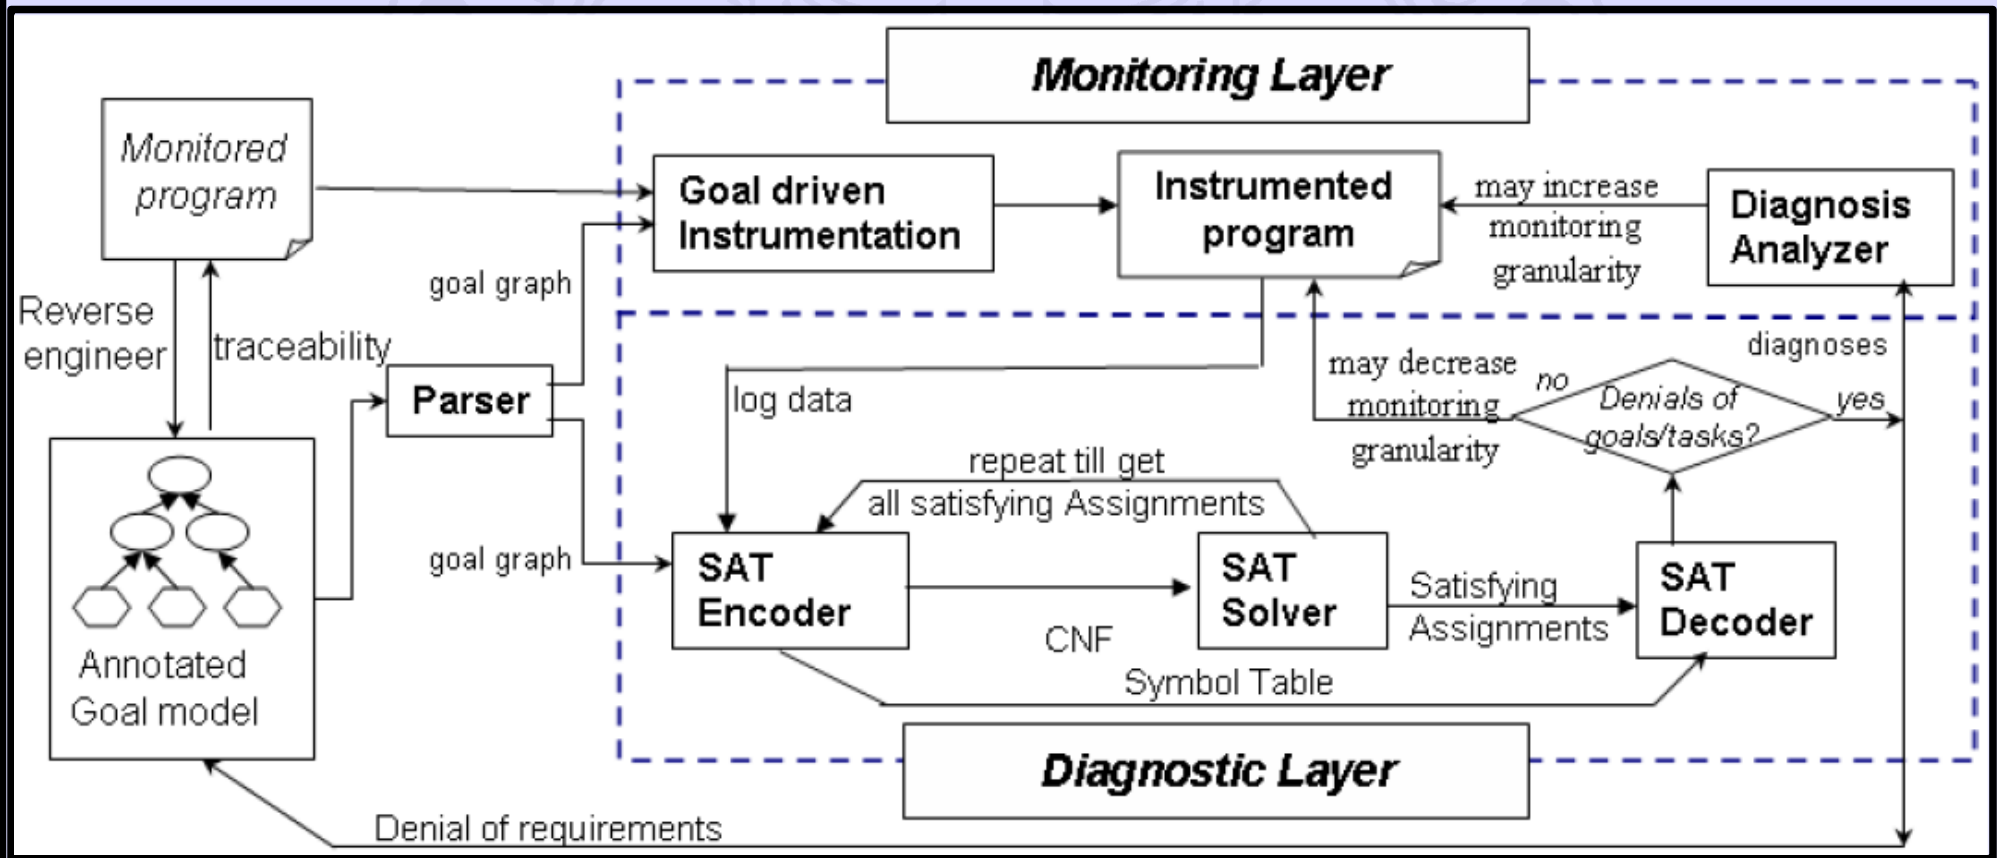 Monitoring Layer
Monitored
program
Goal driven
Instrumentation
Instrumented
program
may increase
monitoring
granularity
Diagnosis
Analyzer
goal graph
Reverse
engineer
traceability
Parser
log data
may decrease
monitoring
granularity
no
Denials of
goals/tasks?
yes
diagnoses
repeat till get
all satisfying Assignments
goal graph
SAT
Encoder
CNF
SAT
Solver
Satisfying
Assignments
SAT
Decoder
Symbol Table
Annotated
Goal model
Diagnostic Layer
Denial of requirements